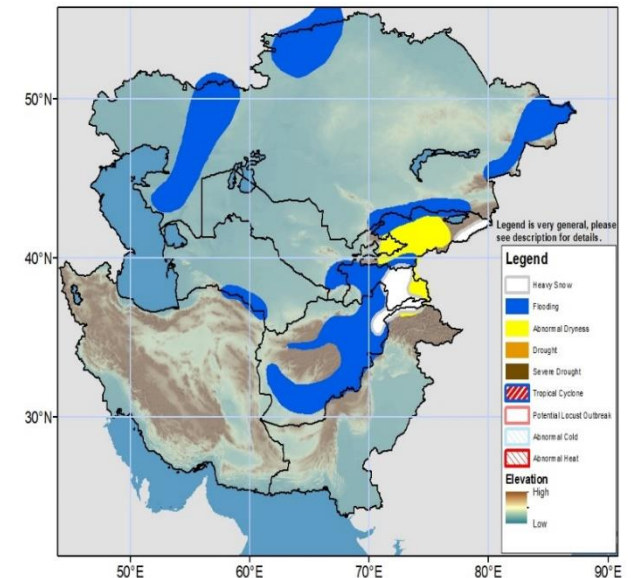 50°N
40°N
30°N
50°E
60°E
70°E
80°E
90°E
Legend is very general, please
see description for details.
Legend
Heavy Snow
Flooding
Abnormal Dryness
Drought
Severe Drought
Tropical Cyclone
Potential Locust Outbreak
Abnormal Cold
Abnormal Heat
Elevation
High
Low